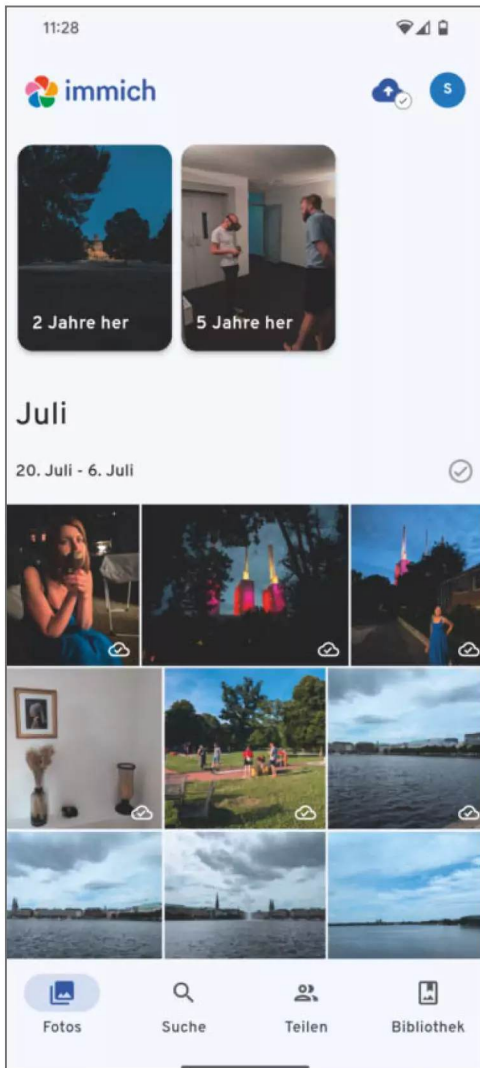 11:28
immich
S
2 Jahre her
5 Jahre her
Juli
20. Juli - 6. Juli
Fotos
Suche
Teilen
Bibliothek